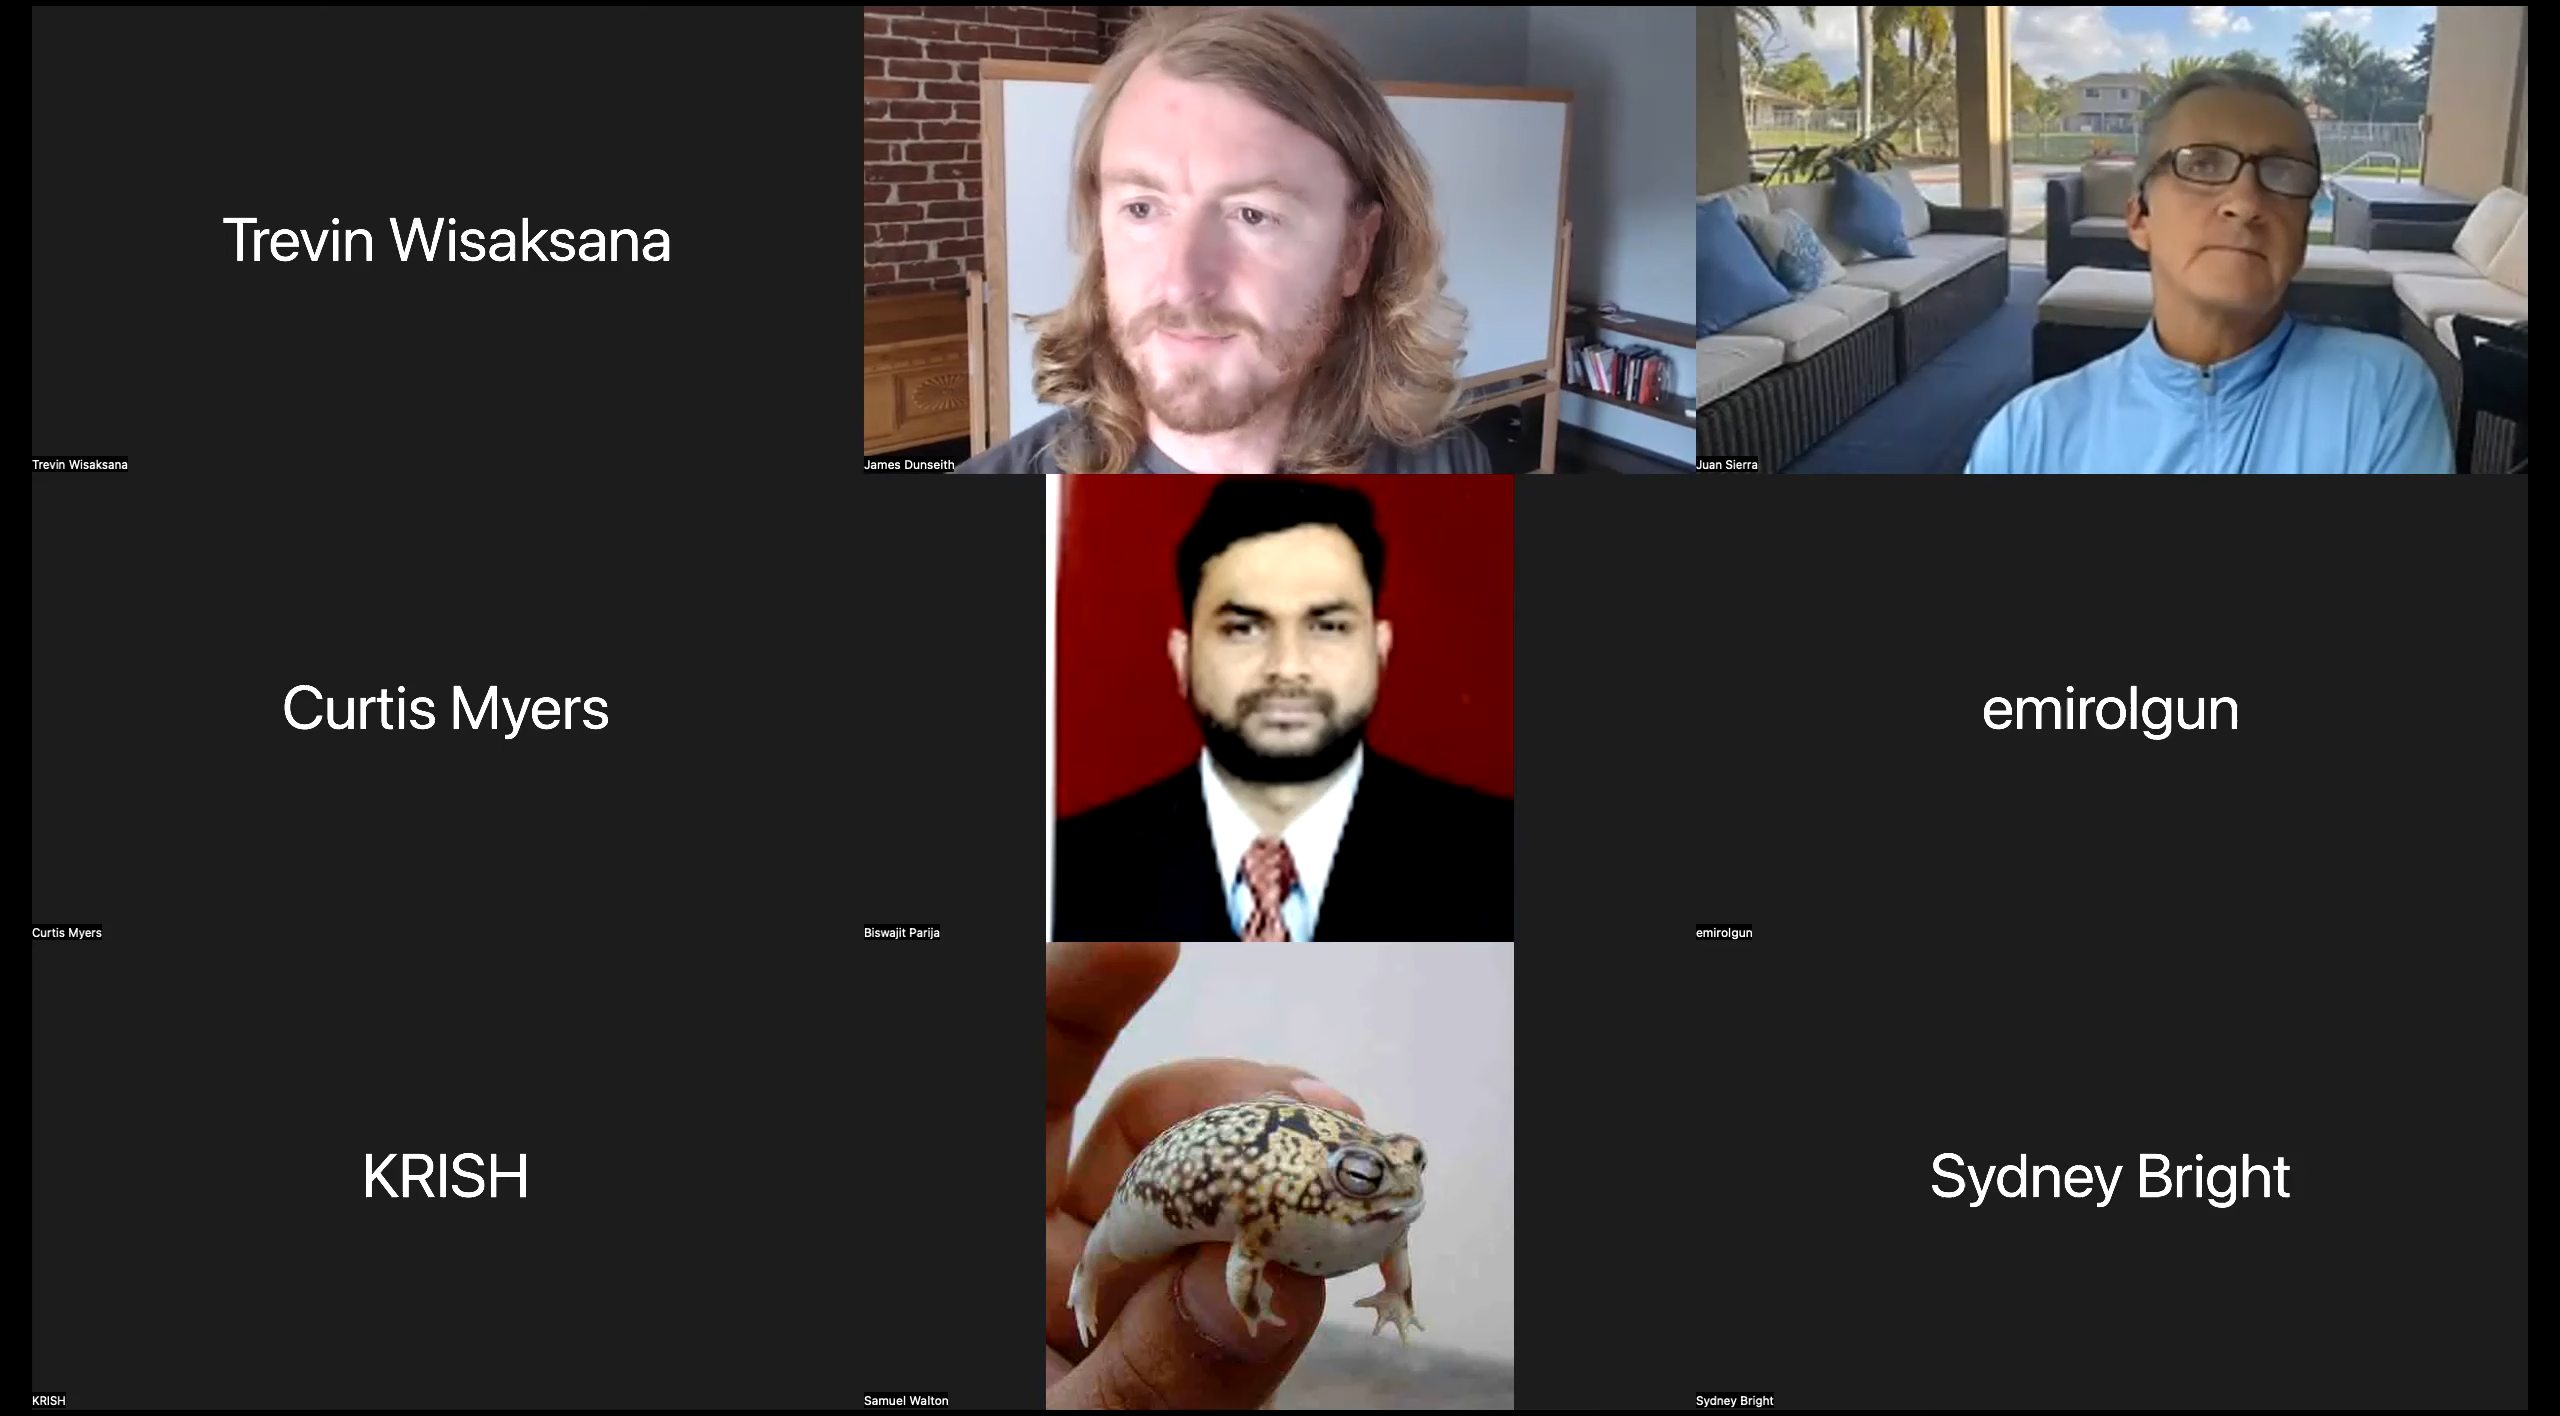 Trevin Wisaksana
Trevin Wisaksana
James Dunseith
Juan Sierra
Curtis Myers
emirolgun
Curtis Myers
Biswajit Parija
emirolgun
KRISH
Sydney Bright
KRISH
Samuel Walton
Sydney Bright